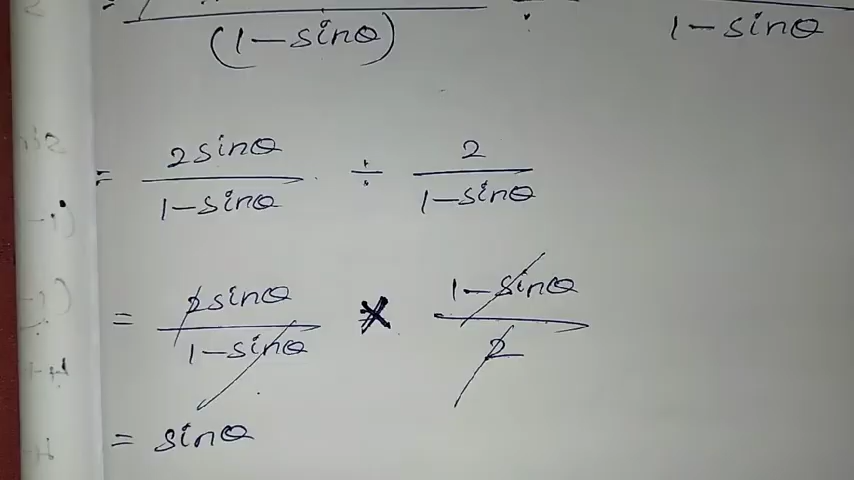 (1-sinθ) ÷ 1-sinθ
= 2sinθ / 1-sinθ ÷ 2 / 1-sinθ
= 2sinθ / 1-sinθ × 1-sinθ / 2
= sinθ